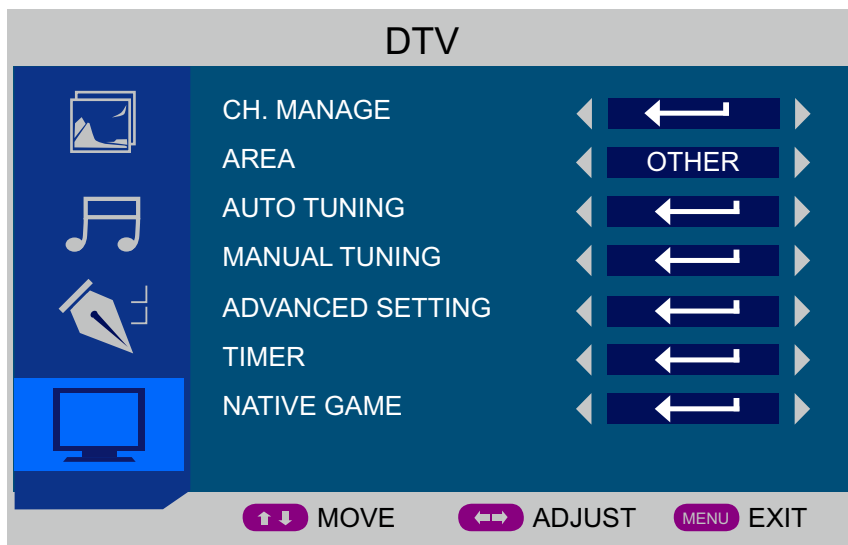 DTV
CH. MANAGE
AREA OTHER
AUTO TUNING
MANUAL TUNING
ADVANCED SETTING
TIMER
NATIVE GAME
MOVE ADJUST MENU EXIT